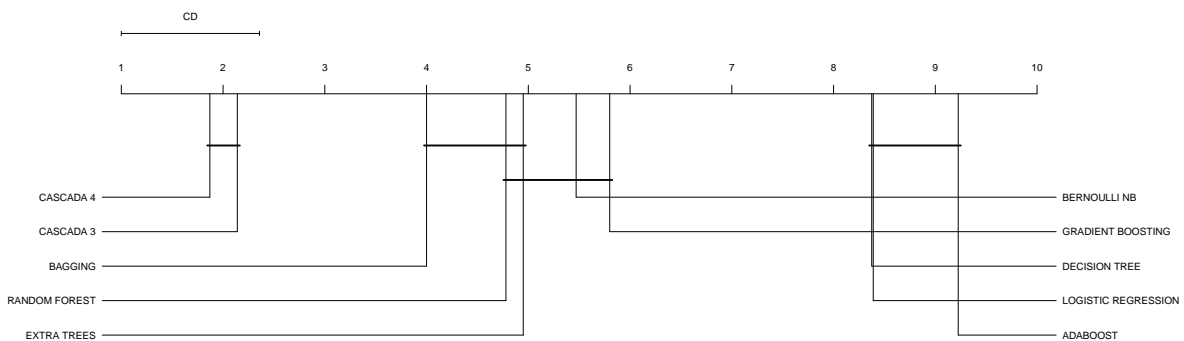 CD
1 2 3 4 5 6 7 8 9 10
CASCADA 4 BERNOULLI NB
CASCADA 3 GRADIENT BOOSTING
BAGGING DECISION TREE
RANDOM FOREST LOGISTIC REGRESSION
EXTRA TREES ADABOOST